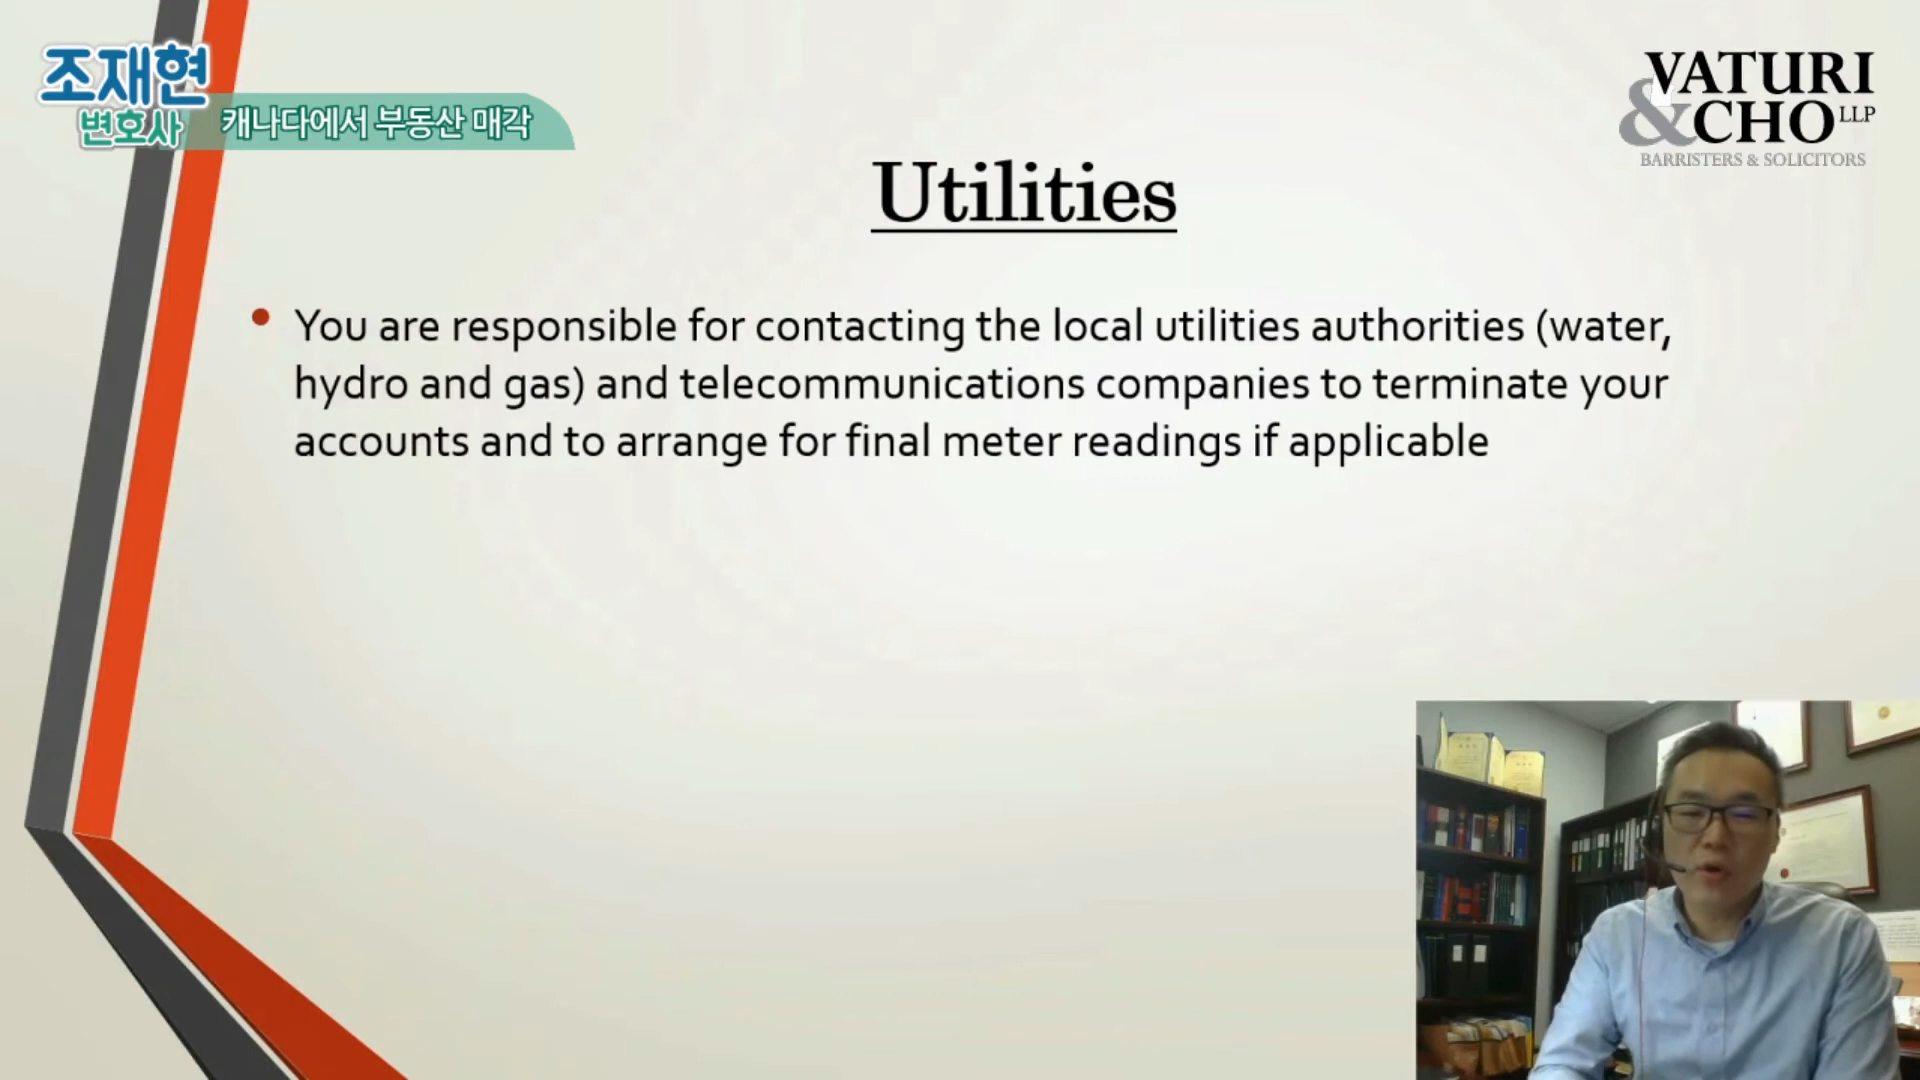 조재현
변호사
캐나다에서 부동산 매각
VATURI
&CHO LLP
BARRISTERS & SOLICITORS
Utilities
• You are responsible for contacting the local utilities authorities (water,
hydro and gas) and telecommunications companies to terminate your
accounts and to arrange for final meter readings if applicable